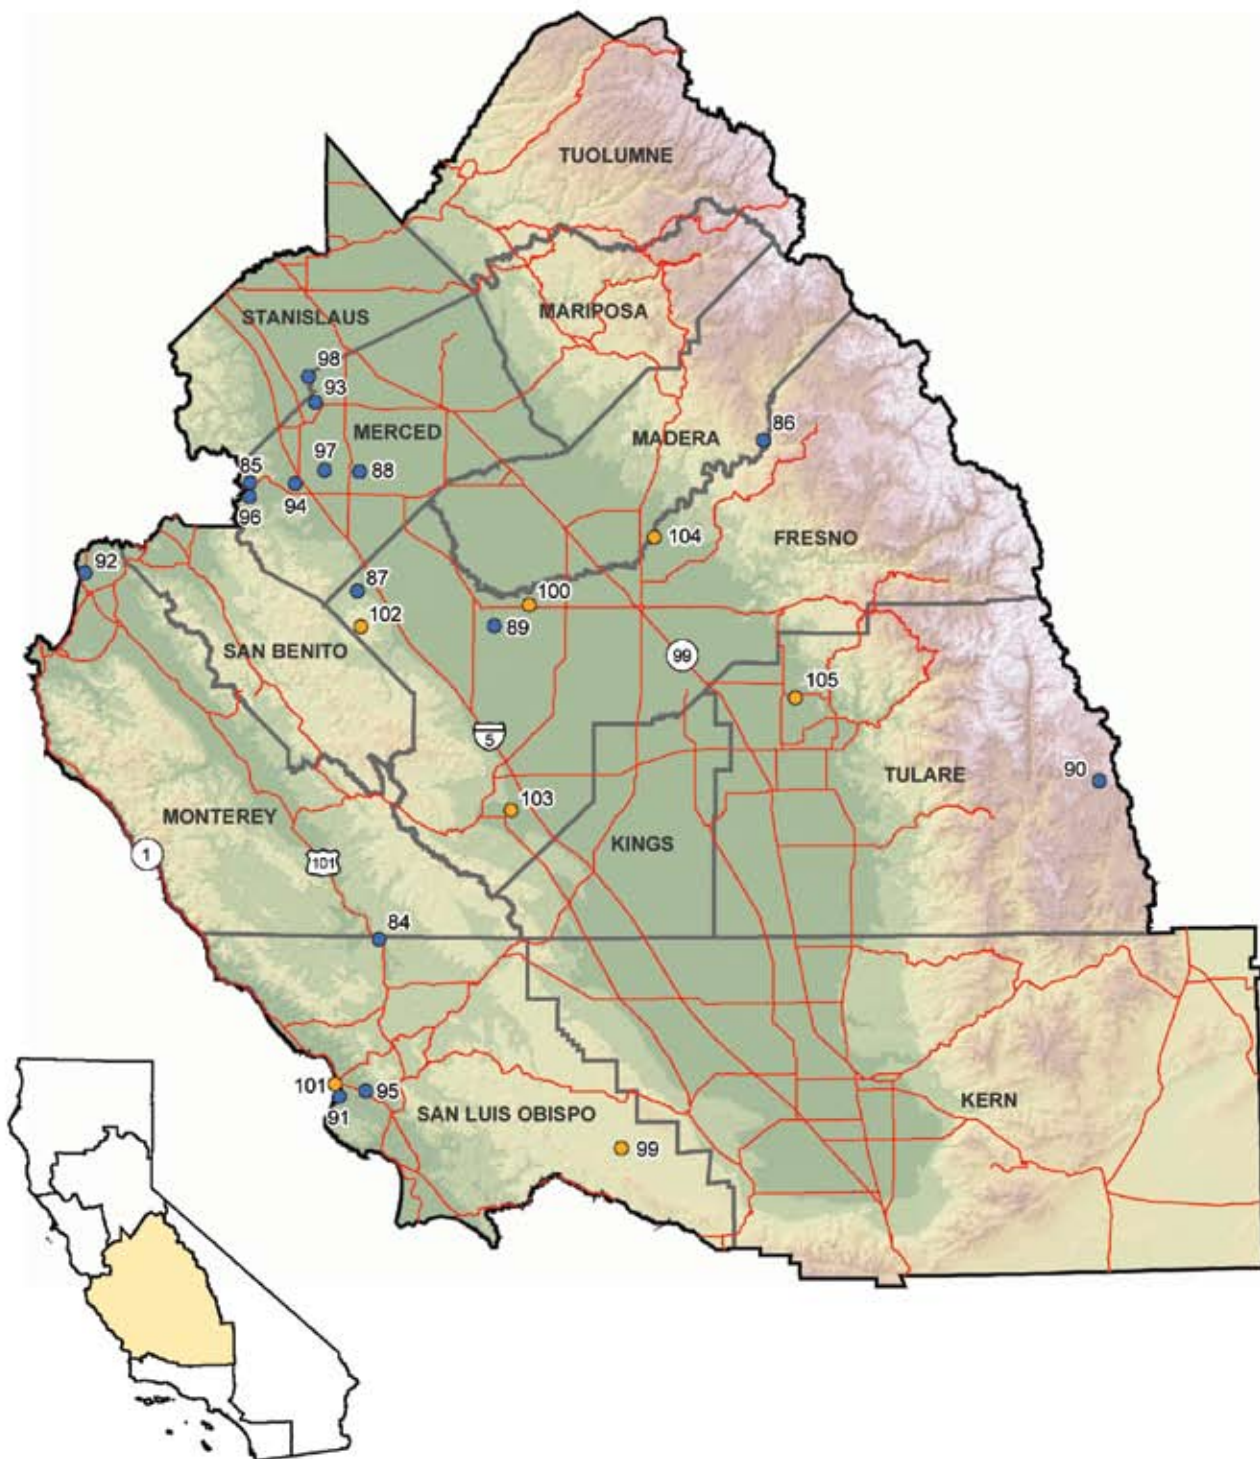 TUOLUMNE
MARIPOSA
STANISLAUS
98
93
MERCED
86
MADERA
97
88
85
94
96
104
FRESNO
92
87
100
102
89
SAN BENITO
99
105
5
TULARE
90
103
MONTEREY
KINGS
1
101
84
101
95
91
SAN LUIS OBISPO
KERN
99